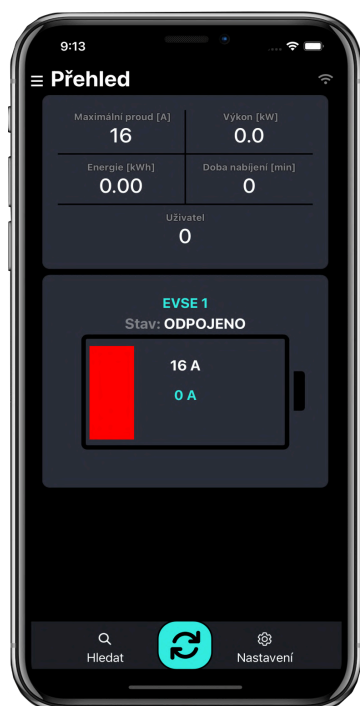 9:13
Přehled
Maximální proud [A]
16
Výkon [kW]
0.0
Energie [kWh]
0.00
Doba nabíjení [min]
0
Uživatel
0
EVSE 1
Stav: ODPOJENO
16 A
0 A
Hledat
Nastavení